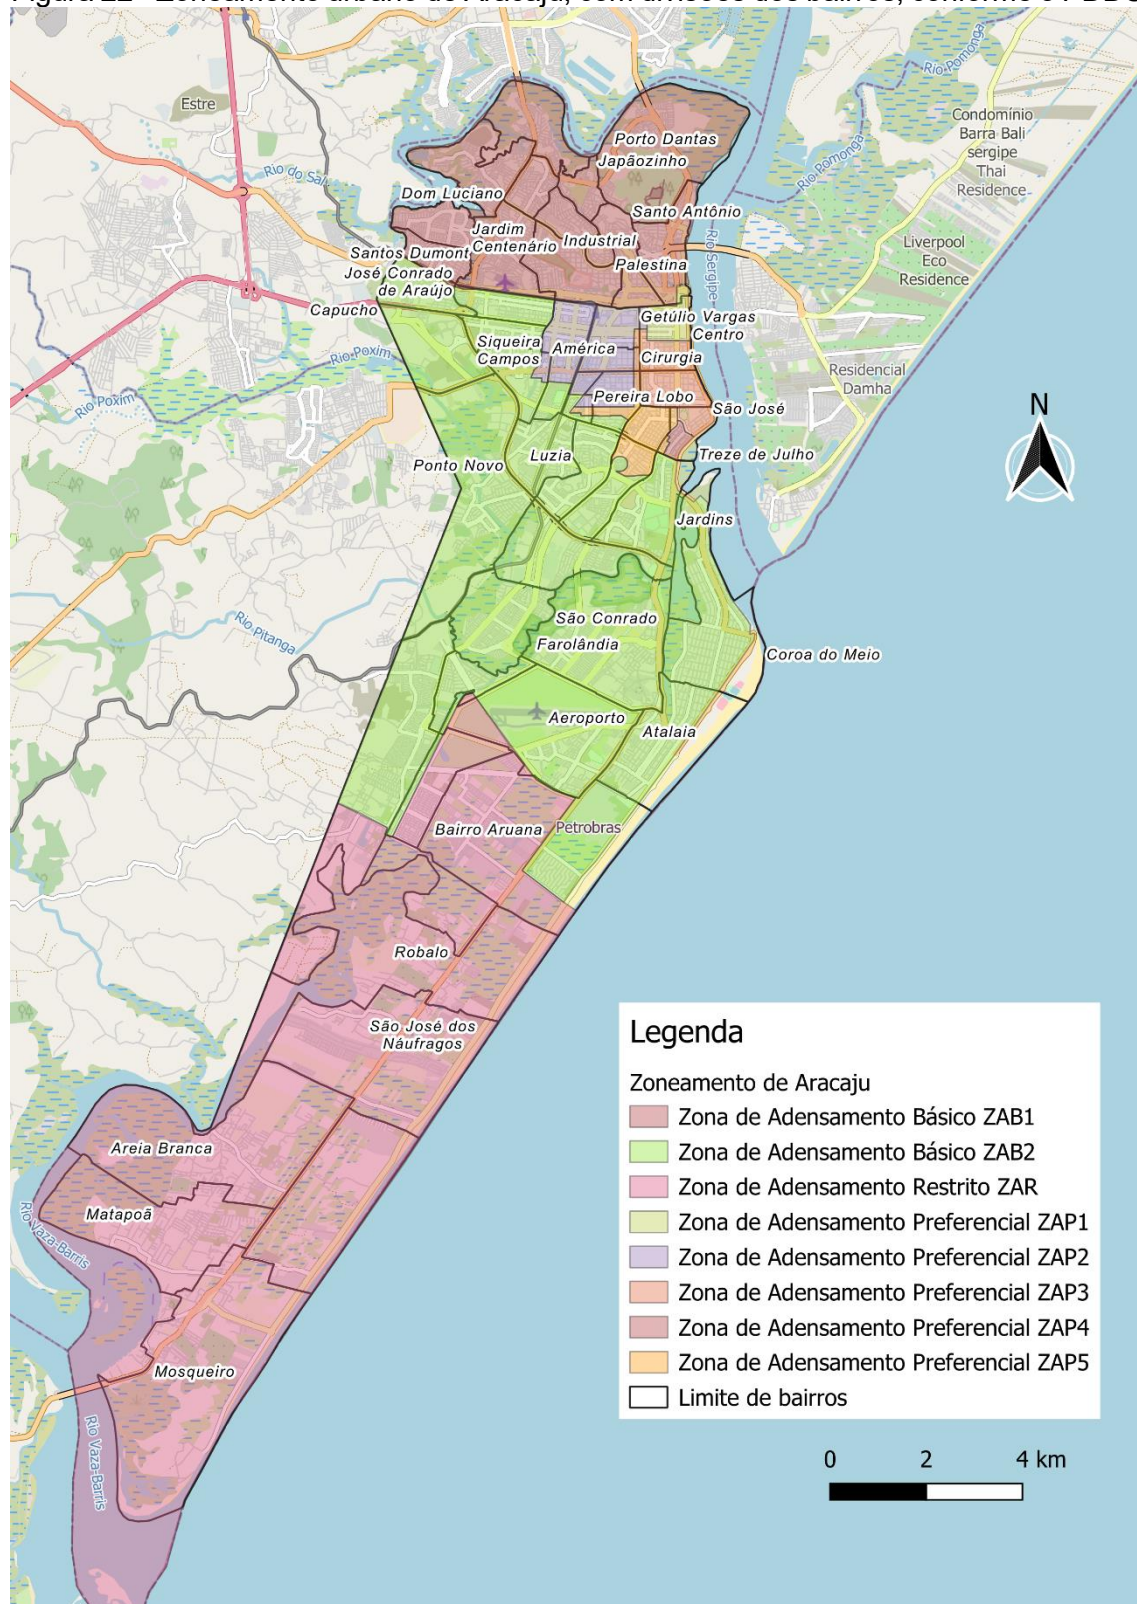 Estre
Rio Pomonga
Condomínio
Barra Bali
sergipe
Thai
Residence
Porto Dantas
Japãozinho
Rio Pomonga
Rio do Sal
Dom Luciano
Santo Antônio
Jardim
Centenário
Industrial
Rio Sergipe
Liverpool
Eco
Residence
Santos Dumont
Palestina
José Conrado
de Araújo
Capucho
Getúlio Vargas
Centro
Siqueira
Campos
América
Cirurgia
Rio Poxim
Residencial
Damha
Rio Poxim
Pereira Lobo
São José
N
Ponto Novo
Luzia
Treze de Julho
Jardins
Rio Pitanga
São Conrado
Farolândia
Coroa do Meio
Aeroporto
Atalaia
Bairro Aruana
Petrobras
Robalo
São José dos
Náufragos
Areia Branca
Matapoã
Rio Vaza-Barris
Mosqueiro
Rio Vaza-Barris
Legenda
Zoneamento de Aracaju
Zona de Adensamento Básico ZAB1
Zona de Adensamento Básico ZAB2
Zona de Adensamento Restrito ZAR
Zona de Adensamento Preferencial ZAP1
Zona de Adensamento Preferencial ZAP2
Zona de Adensamento Preferencial ZAP3
Zona de Adensamento Preferencial ZAP4
Zona de Adensamento Preferencial ZAP5
Limite de bairros
0 2 4 km